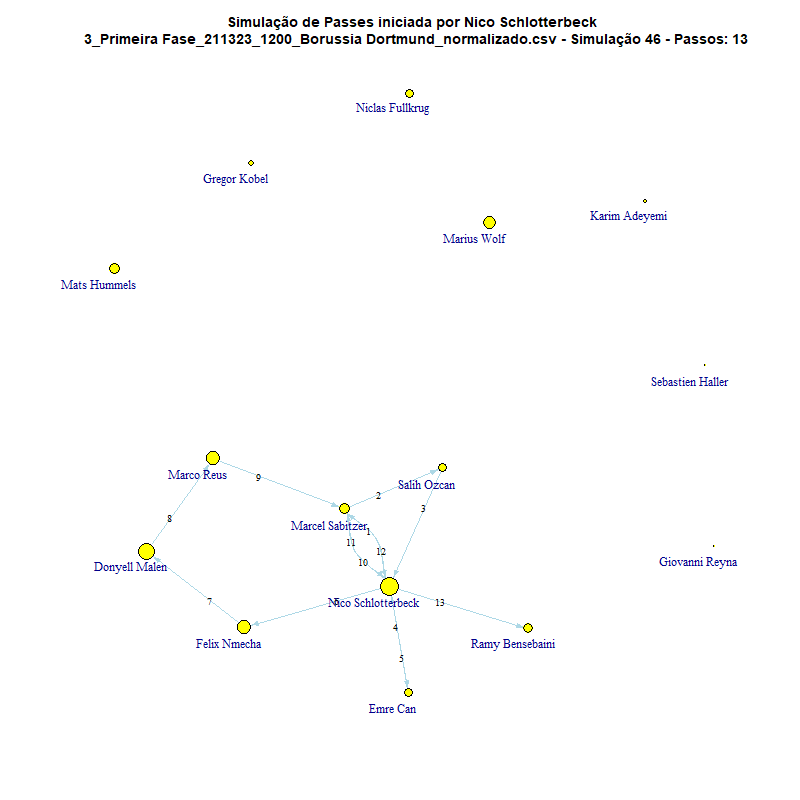 Simulação de Passes iniciada por Nico Schlotterbeck
3_Primeira Fase_211323_1200_Borussia Dortmund_normalizado.csv - Simulação 46 - Passos: 13
Niclas Fullkrug
Gregor Kobel
Karim Adeyemi
Marius Wolf
Mats Hummels
Sebastien Haller
Marco Reus
9
Salih Ozcan
2
3
8
Marcel Sabitzer
1
11
12
10
Donyell Malen
Giovanni Reyna
7
Nico Schlotterbeck
13
4
Felix Nmecha
Ramy Bensebaini
5
Emre Can